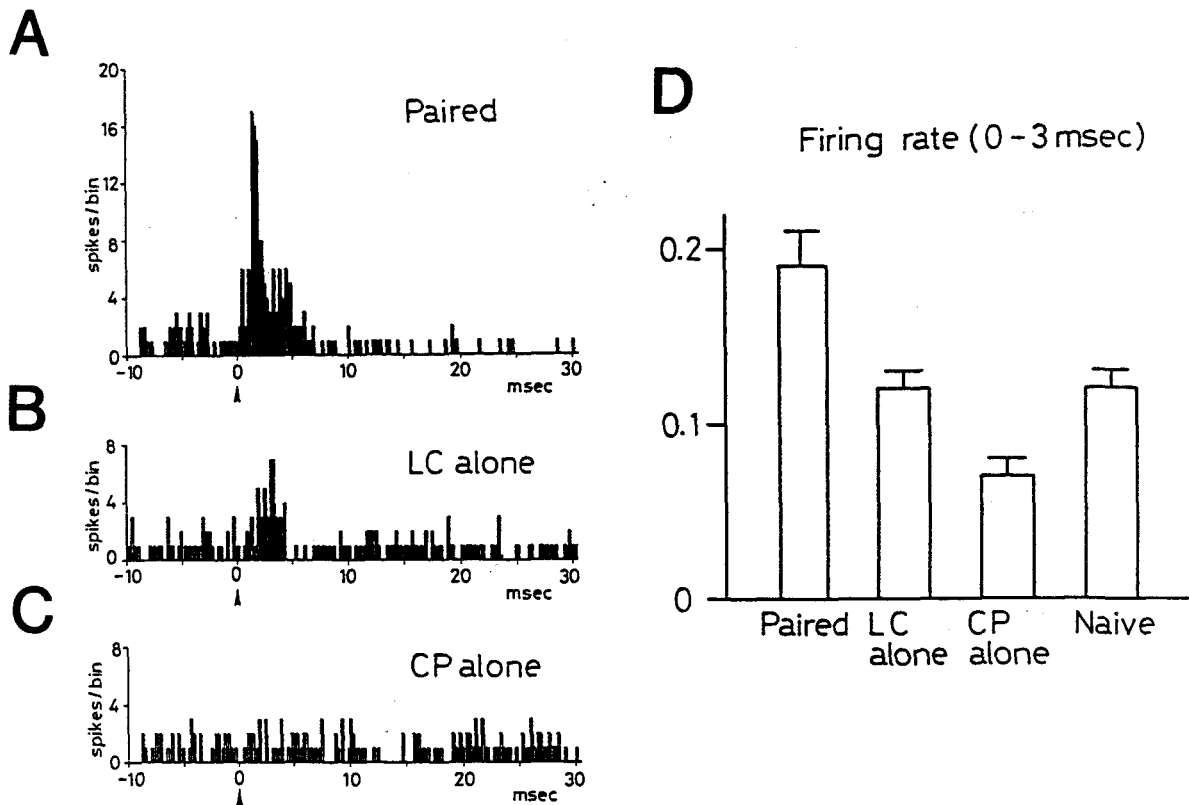 A
20
16
12
8
4
0
spikes/bin
Paired
-10
0
10
20
30
msec
B
8
4
0
spikes/bin
LC alone
-10
0
10
20
30
msec
C
8
4
0
spikes/bin
CP alone
-10
0
10
20
30
msec
D
Firing rate (0-3 msec)
0.2
0.1
0
Paired LC CP Naive
alone alone